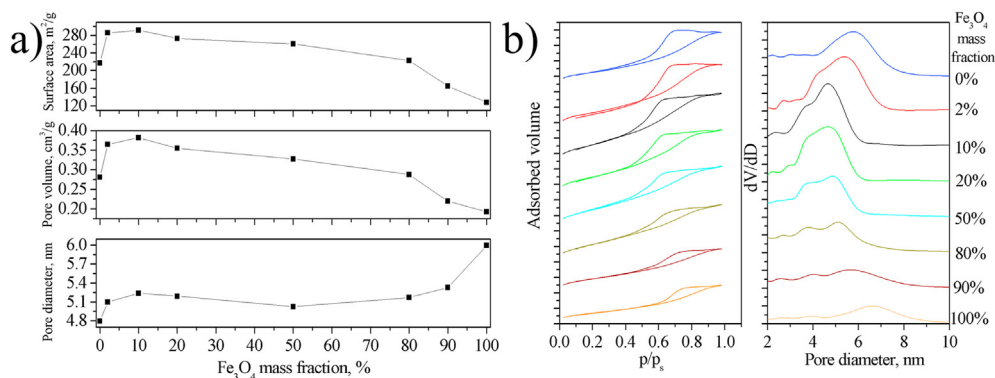 a)
Surface area, m²/g
280
240
200
160
120
Pore volume, cm³/g
0.40
0.35
0.30
0.25
0.20
Pore diameter, nm
6.0
5.7
5.4
5.1
4.8
0 10 20 30 40 50 60 70 80 90 100
Fe₃O₄ mass fraction, %
b)
Adsorbed volume
0.0 0.2 0.4 0.6 0.8 1.0
p/pₛ
dV/dD
2 4 6 8 10
Pore diameter, nm
Fe₃O₄
mass
fraction
0%
2%
10%
20%
50%
80%
90%
100%